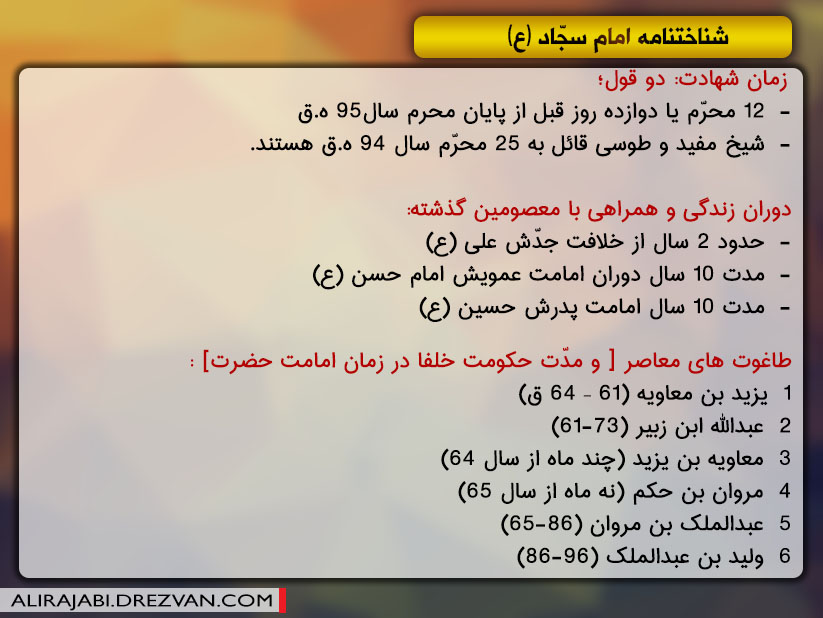 شناختنامه امام سجّاد (ع)
زمان شهادت: دو قول؛
- 12 محرّم یا دوازده روز قبل از پایان محرم سال95 ه.ق
- شیخ مفید و طوسی قائل به 25 محرّم سال 94 ه.ق هستند.
دوران زندگی و همراهی با معصومین گذشته:
- حدود 2 سال از خلافت جدّش علی (ع)
- مدت 10 سال دوران امامت عمویش امام حسن (ع)
- مدت 10 سال امامت پدرش حسین (ع)
طاغوت های معاصر [ و مدّت حکومت خلفا در زمان امامت حضرت] :
1 یزید بن معاویه (61 - 64 ق)
2 عبدالله ابن زبیر (73-61)
3 معاویه بن یزید (چند ماه از سال 64)
4 مروان بن حکم (نه ماه از سال 65)
5 عبدالملک بن مروان (86-65)
6 ولید بن عبدالملک (96-86)
ALIRAJABI.DREZVAN.COM